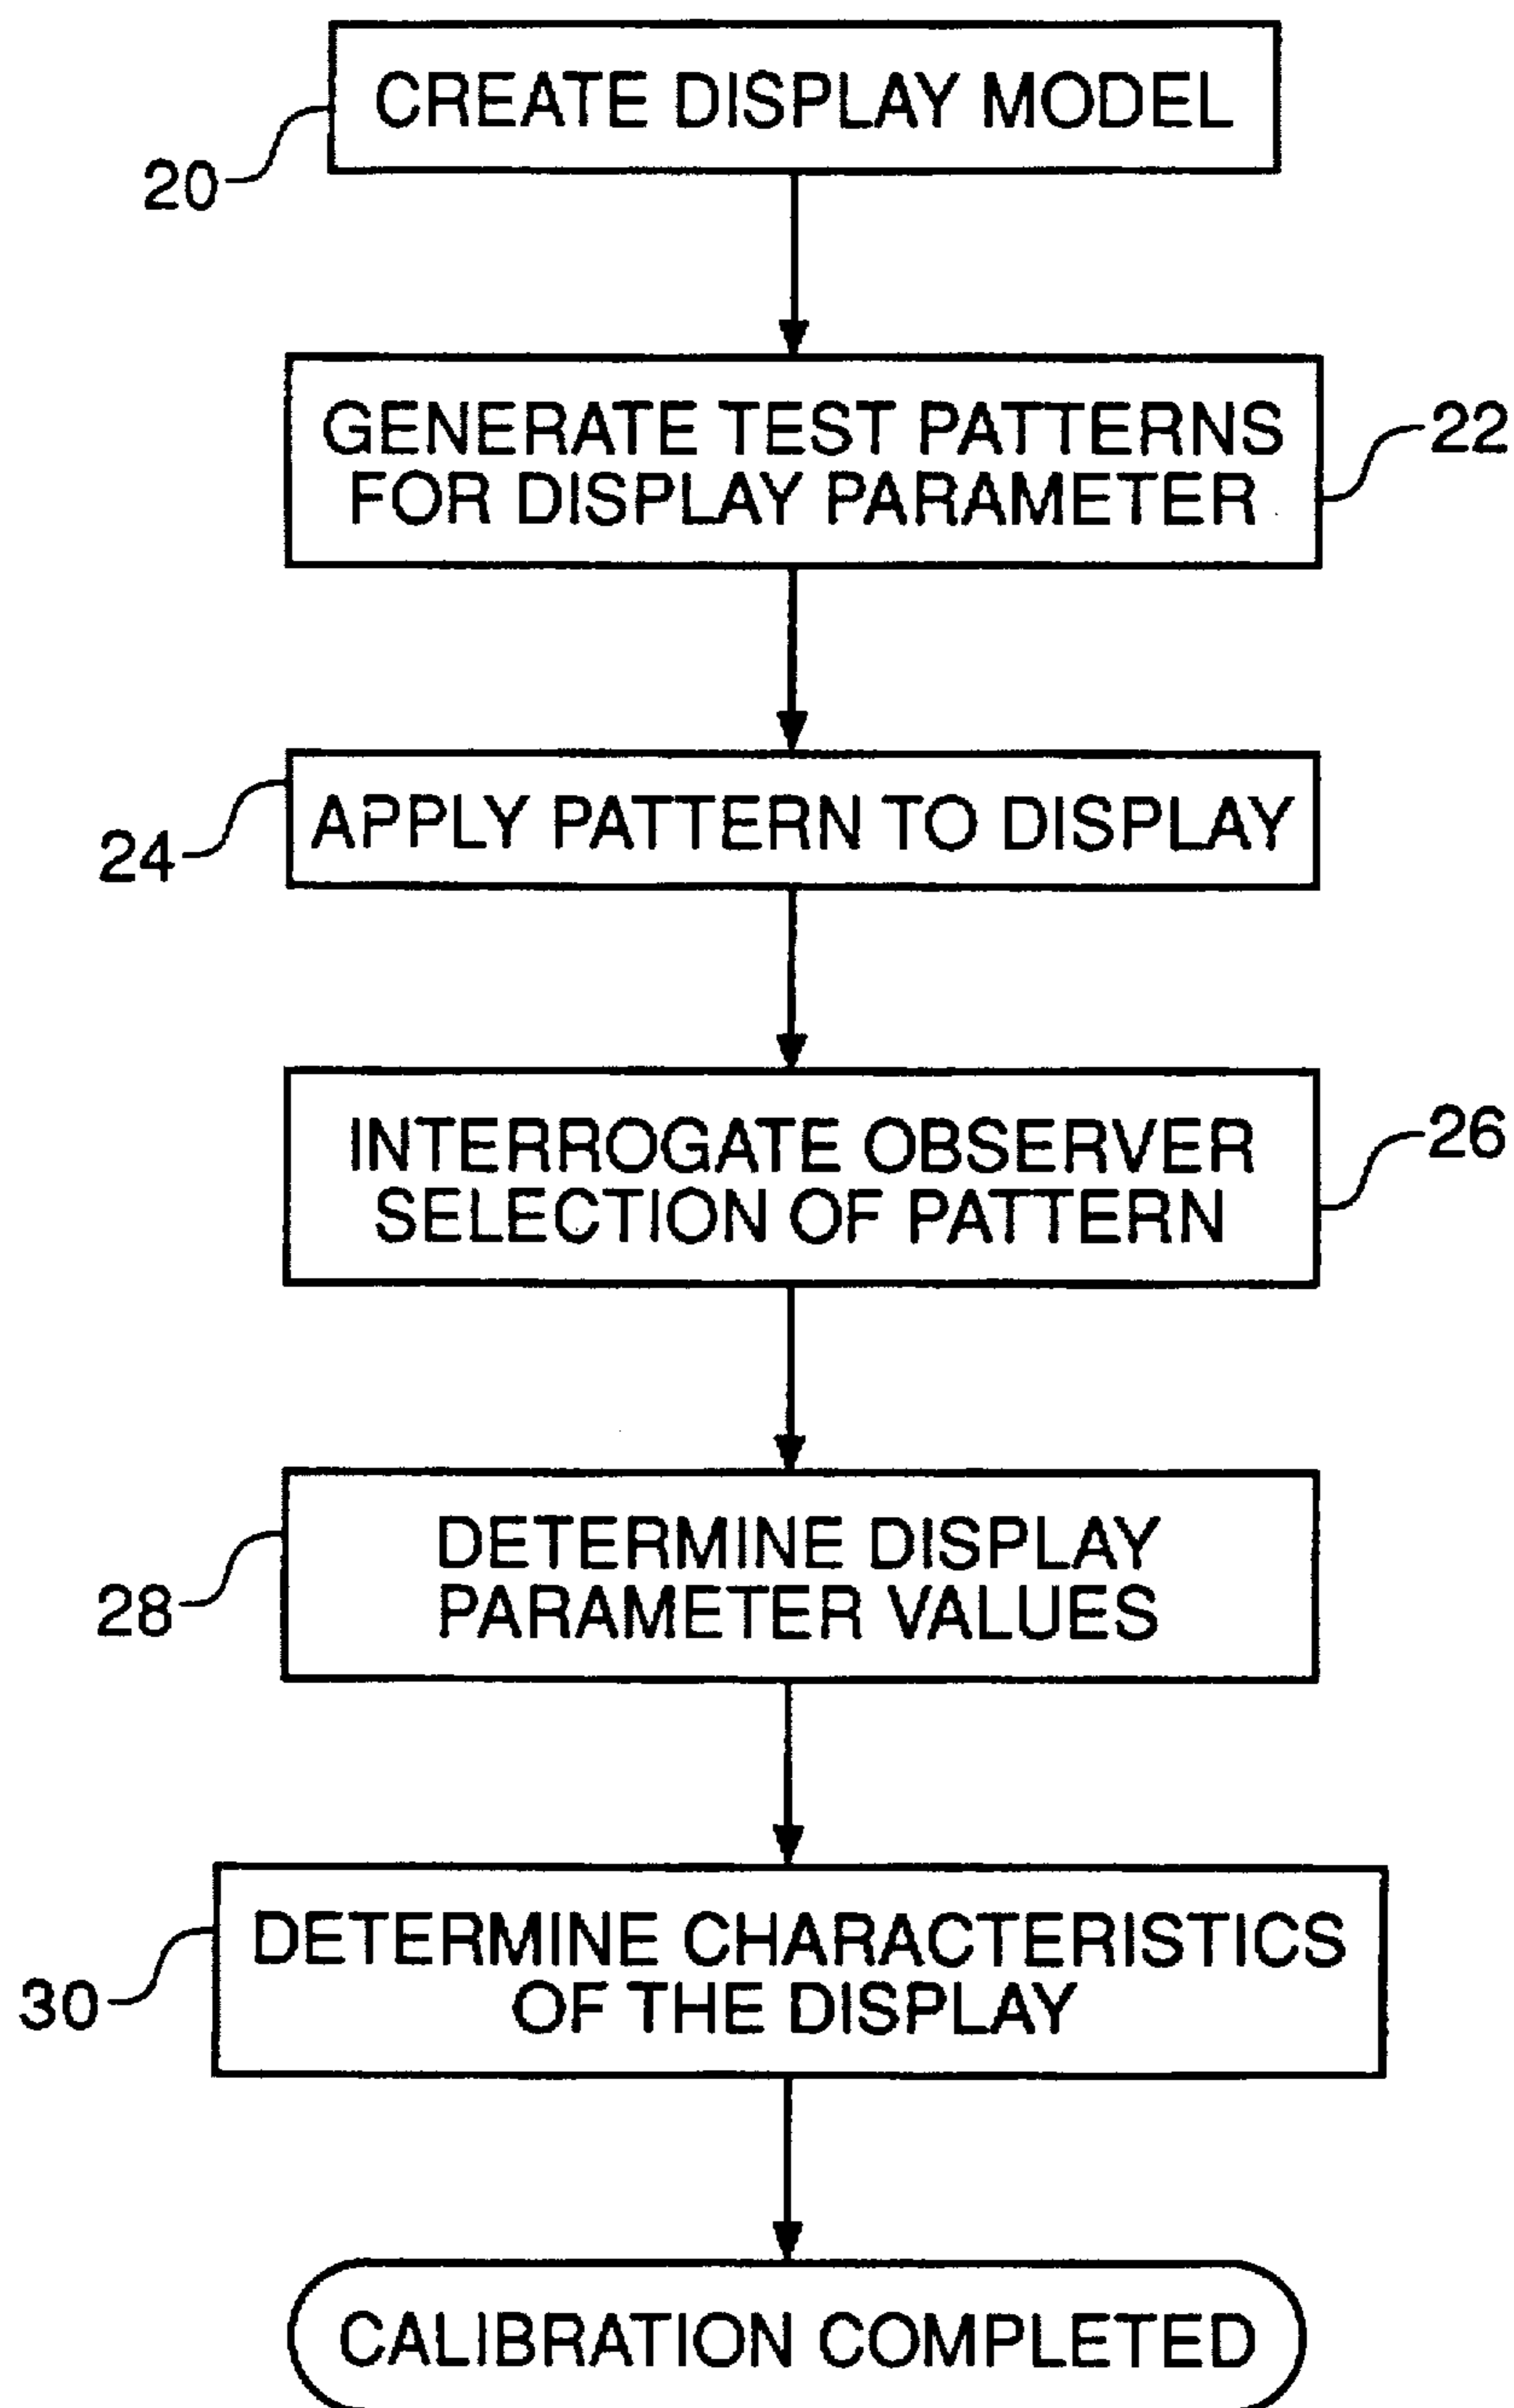 CREATE DISPLAY MODEL
20
GENERATE TEST PATTERNS
FOR DISPLAY PARAMETER
22
APPLY PATTERN TO DISPLAY
24
INTERROGATE OBSERVER
SELECTION OF PATTERN
26
DETERMINE DISPLAY
PARAMETER VALUES
28
DETERMINE CHARACTERISTICS
OF THE DISPLAY
30
CALIBRATION COMPLETED